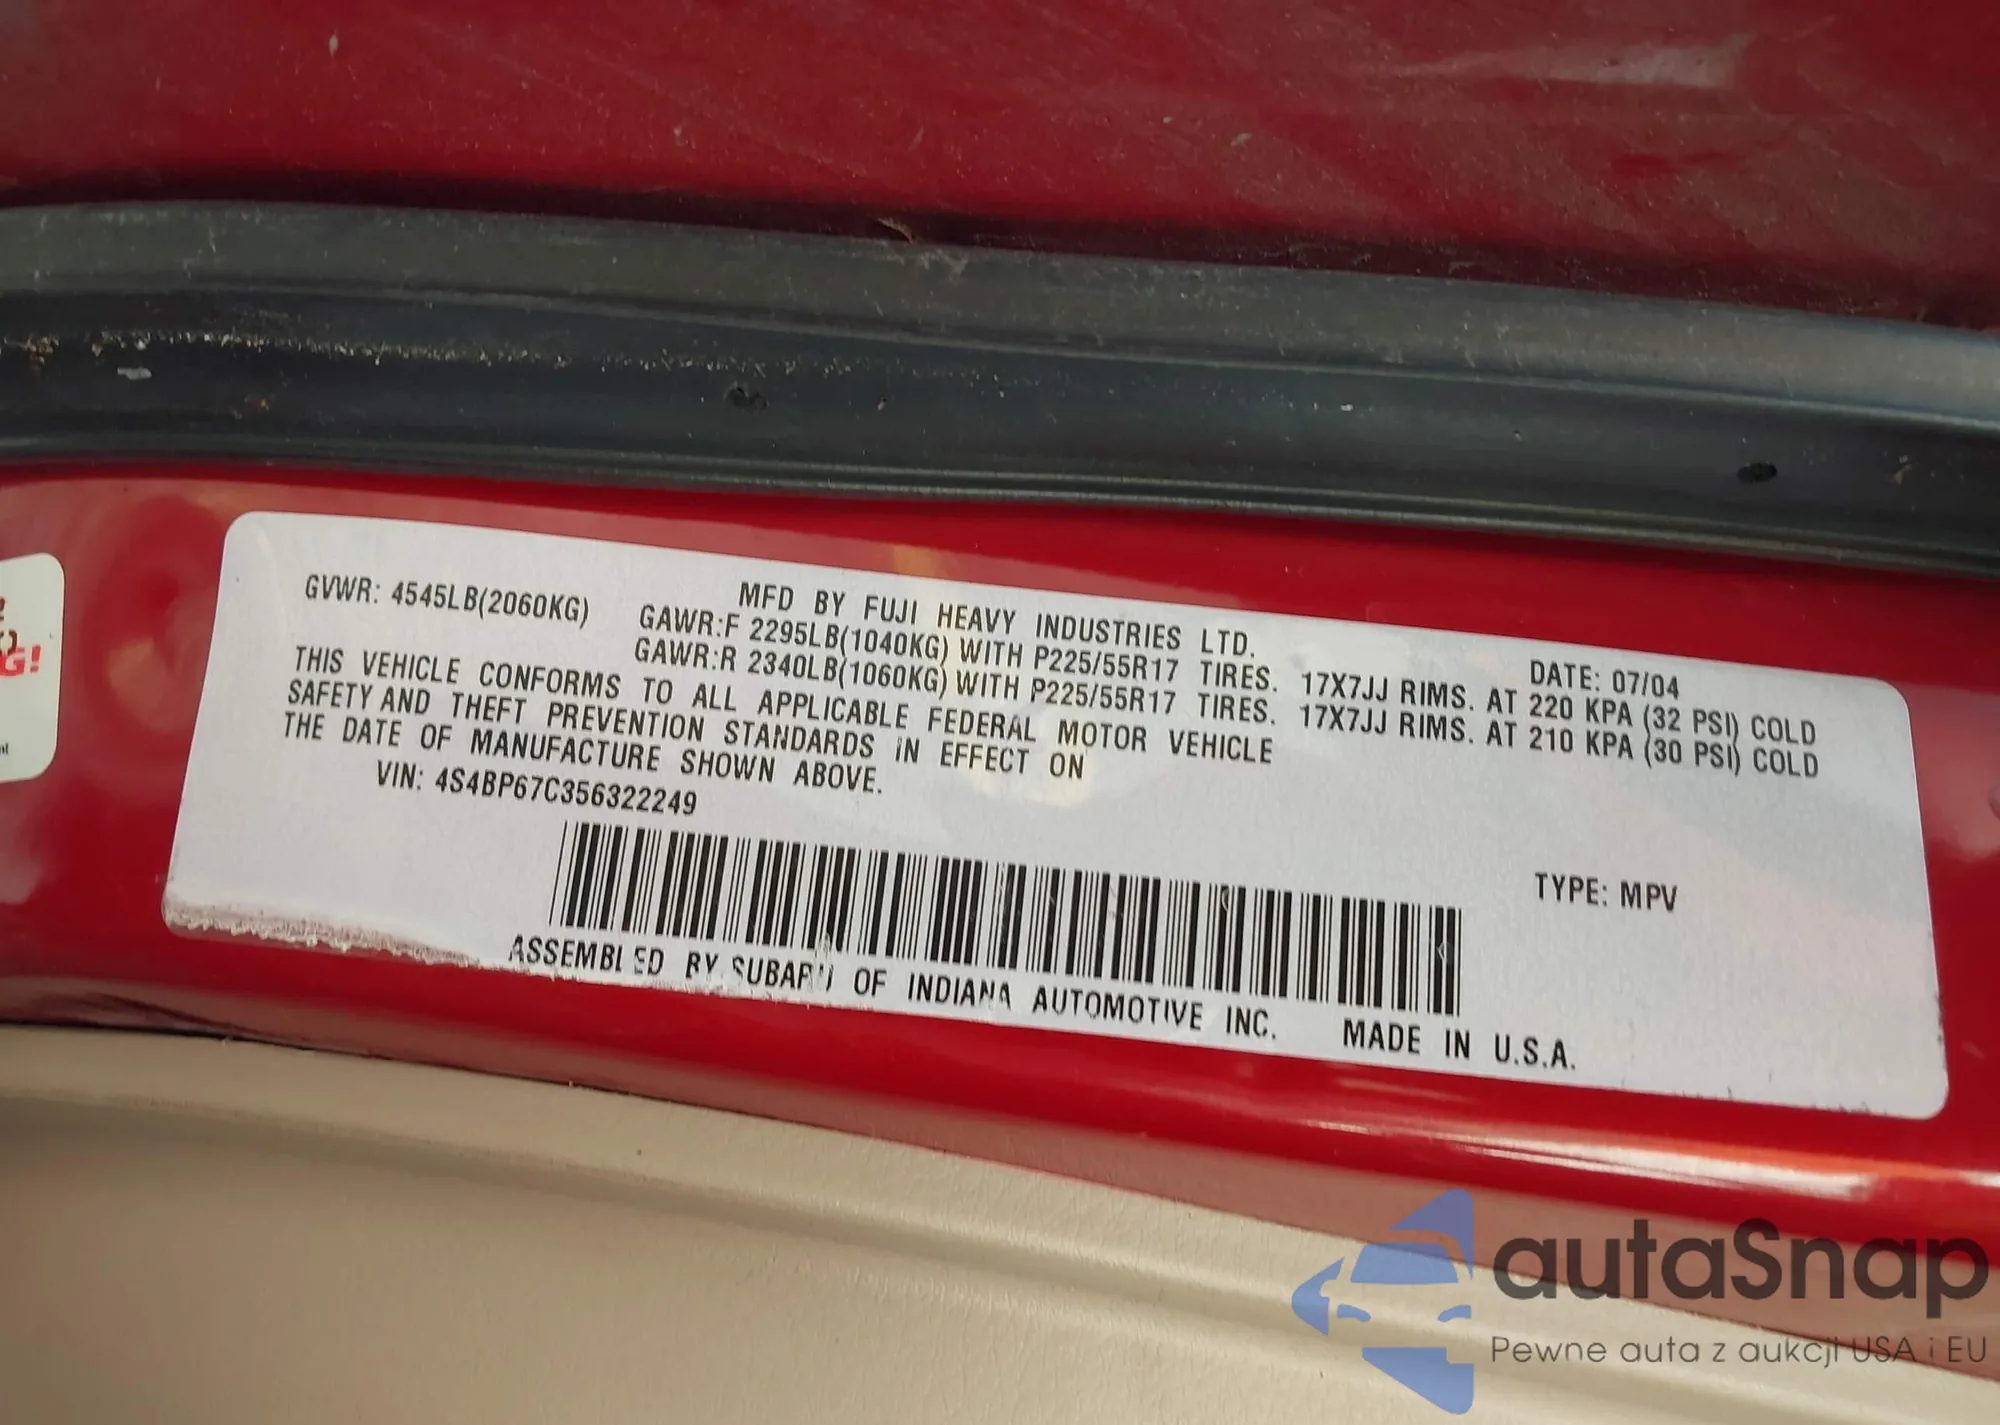 MFD BY FUJI HEAVY INDUSTRIES LTD. DATE: 07/04
GVWR: 4545LB(2060KG) GAWR:F 2295LB(1040KG) WITH P225/55R17 TIRES. 17X7JJ RIMS. AT 220 KPA (32 PSI) COLD
GAWR:R 2340LB(1060KG) WITH P225/55R17 TIRES. 17X7JJ RIMS. AT 210 KPA (30 PSI) COLD
THIS VEHICLE CONFORMS TO ALL APPLICABLE FEDERAL MOTOR VEHICLE
SAFETY AND THEFT PREVENTION STANDARDS IN EFFECT ON
THE DATE OF MANUFACTURE SHOWN ABOVE.
VIN: 4S4BP67C356322249
TYPE: MPV
ASSEMBLED BY SUBARU OF INDIANA AUTOMOTIVE INC. MADE IN U.S.A.
G!
autaSnap
Pewne auta z aukcji USA i EU